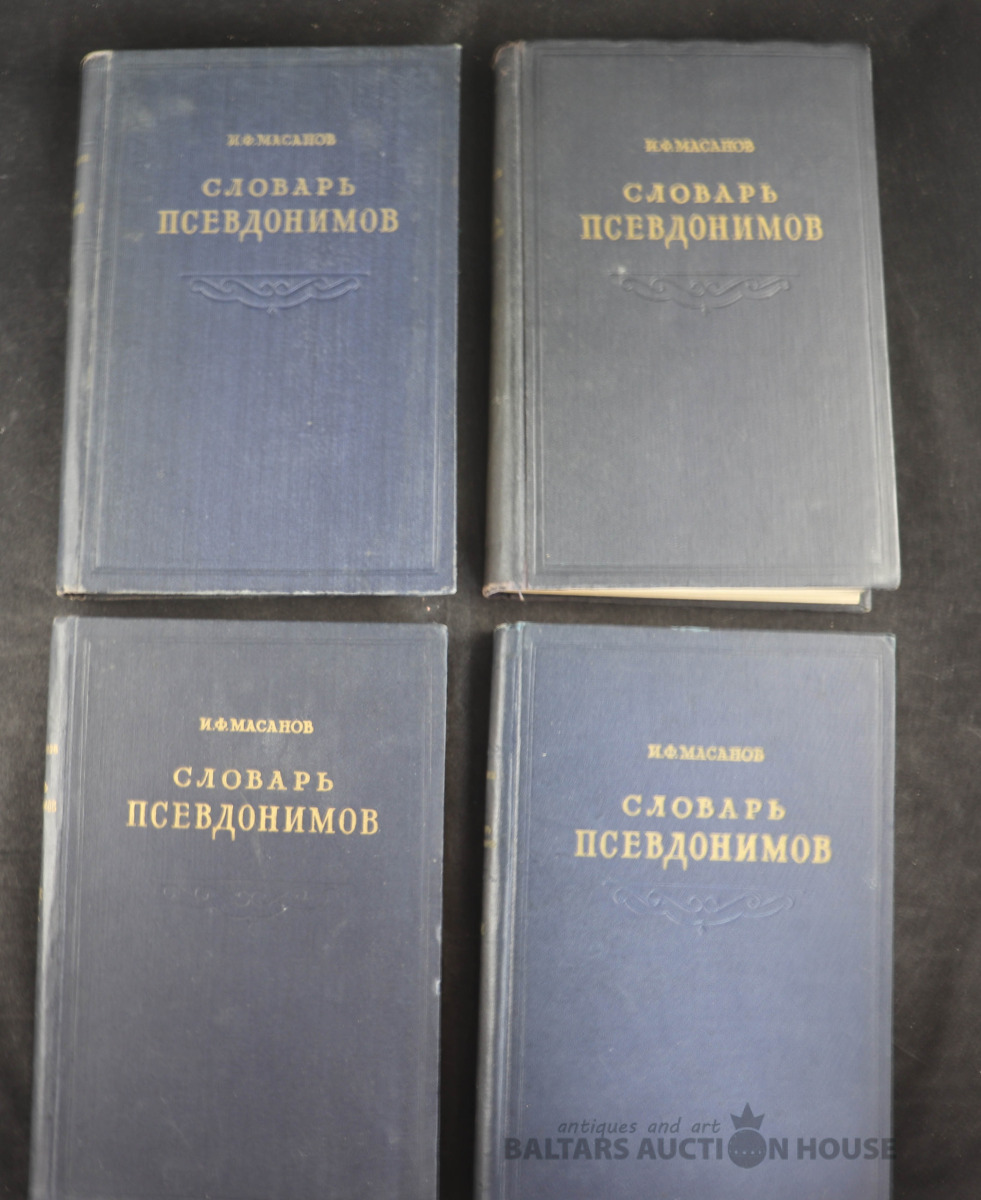 И.Ф.МАСАНОВ
СЛОВАРЬ
ПСЕВДОНИМОВ
И.Ф.МАСАНОВ
СЛОВАРЬ
ПСЕВДОНИМОВ
И.Ф.МАСАНОВ
СЛОВАРЬ
ПСЕВДОНИМОВ
И.Ф.МАСАНОВ
СЛОВАРЬ
ПСЕВДОНИМОВ
antiques and art
BALTARS AUCTION HOUSE